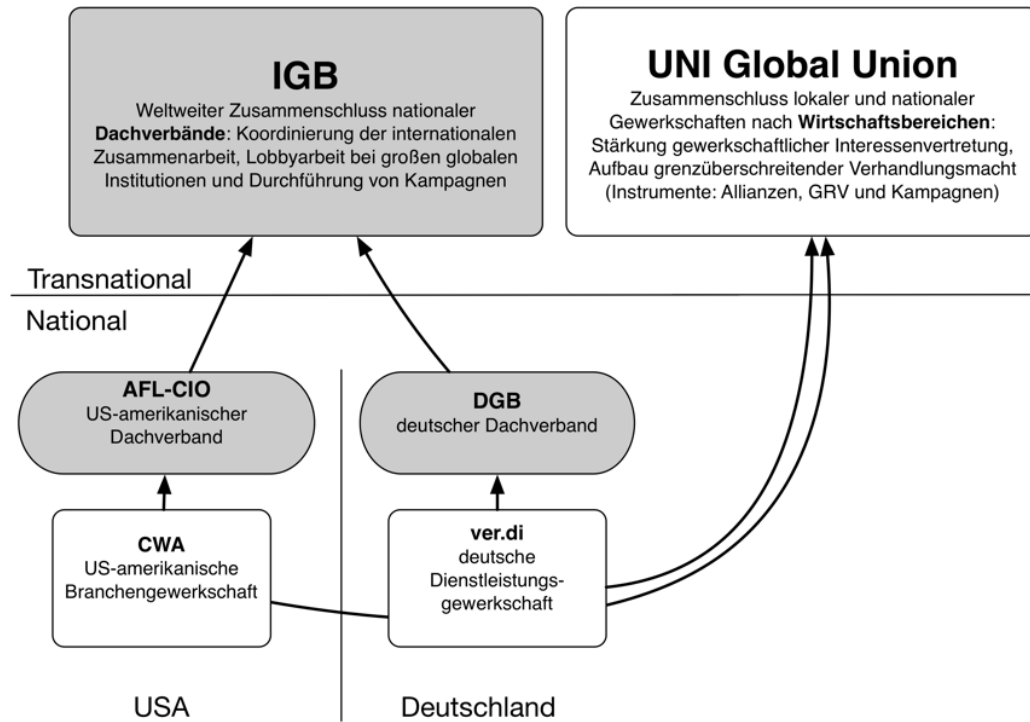 IGB
Weltweiter Zusammenschluss nationaler
Dachverbände: Koordinierung der internationalen
Zusammenarbeit, Lobbyarbeit bei großen globalen
Institutionen und Durchführung von Kampagnen
UNI Global Union
Zusammenschluss lokaler und nationaler
Gewerkschaften nach Wirtschaftsbereichen:
Stärkung gewerkschaftlicher Interessenvertretung,
Aufbau grenzüberschreitender Verhandlungsmacht
(Instrumente: Allianzen, GRV und Kampagnen)
Transnational
National
AFL-CIO
US-amerikanischer
Dachverband
DGB
deutscher Dachverband
CWA
US-amerikanische
Branchengewerkschaft
ver.di
deutsche
Dienstleistungs-
gewerkschaft
USA
Deutschland